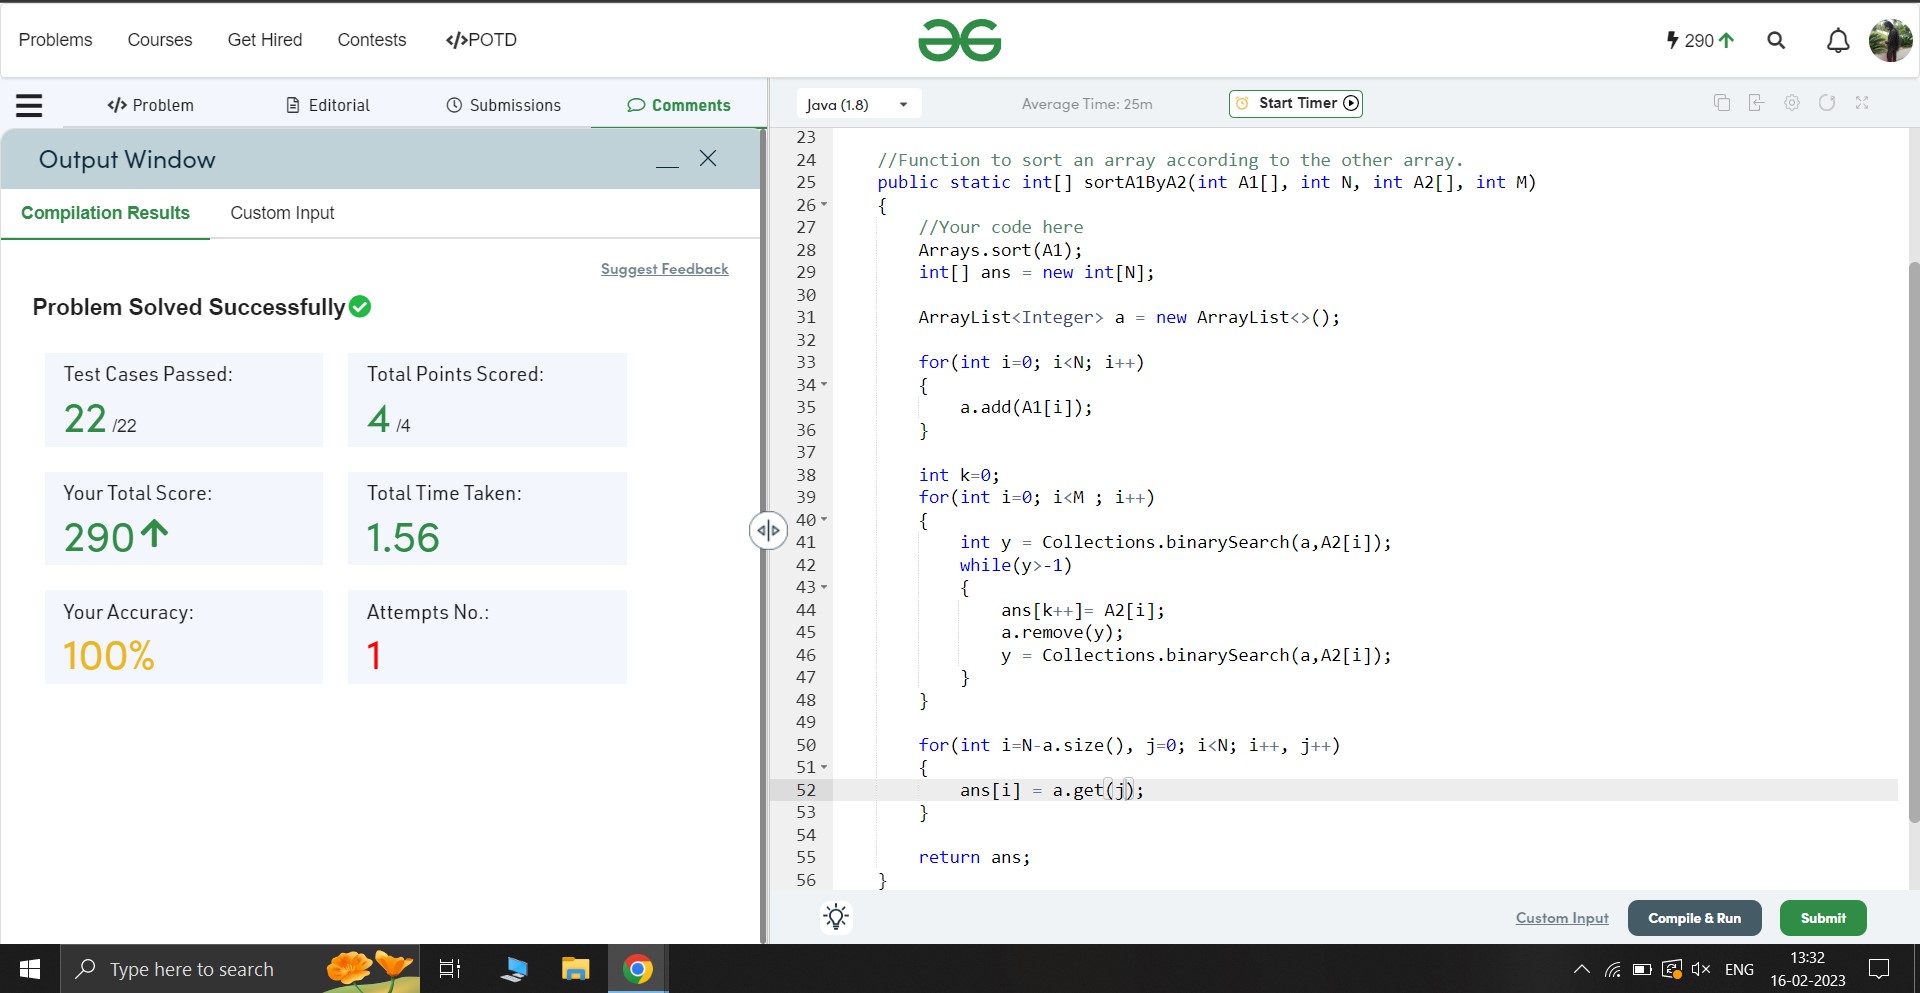 Problems Courses Get Hired Contests </>POTD
290
</> Problem Editorial Submissions Comments
Output Window
Compilation Results Custom Input
Suggest Feedback
Problem Solved Successfully
Test Cases Passed:
22 /22
Total Points Scored:
4 /4
Your Total Score:
290
Total Time Taken:
1.56
Your Accuracy:
100%
Attempts No.:
1
Java (1.8) Average Time: 25m Start Timer
23
24 //Function to sort an array according to the other array.
25 public static int[] sortA1ByA2(int A1[], int N, int A2[], int M)
26 {
27 //Your code here
28 Arrays.sort(A1);
29 int[] ans = new int[N];
30
31 ArrayList<Integer> a = new ArrayList<>();
32
33 for(int i=0; i<N; i++)
34 {
35 a.add(A1[i]);
36 }
37
38 int k=0;
39 for(int i=0; i<M ; i++)
40 {
41 int y = Collections.binarySearch(a,A2[i]);
42 while(y>-1)
43 {
44 ans[k++]= A2[i];
45 a.remove(y);
46 y = Collections.binarySearch(a,A2[i]);
47 }
48 }
49
50 for(int i=N-a.size(), j=0; i<N; i++, j++)
51 {
52 ans[i] = a.get(j);
53 }
54
55 return ans;
56 }
Custom Input Compile & Run Submit
Type here to search
ENG
13:32
16-02-2023